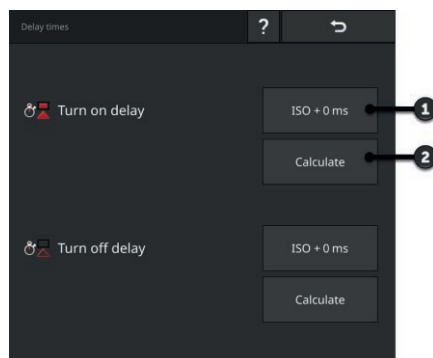 Delay times
?
Turn on delay
ISO + 0 ms
1
Calculate
2
Turn off delay
ISO + 0 ms
Calculate